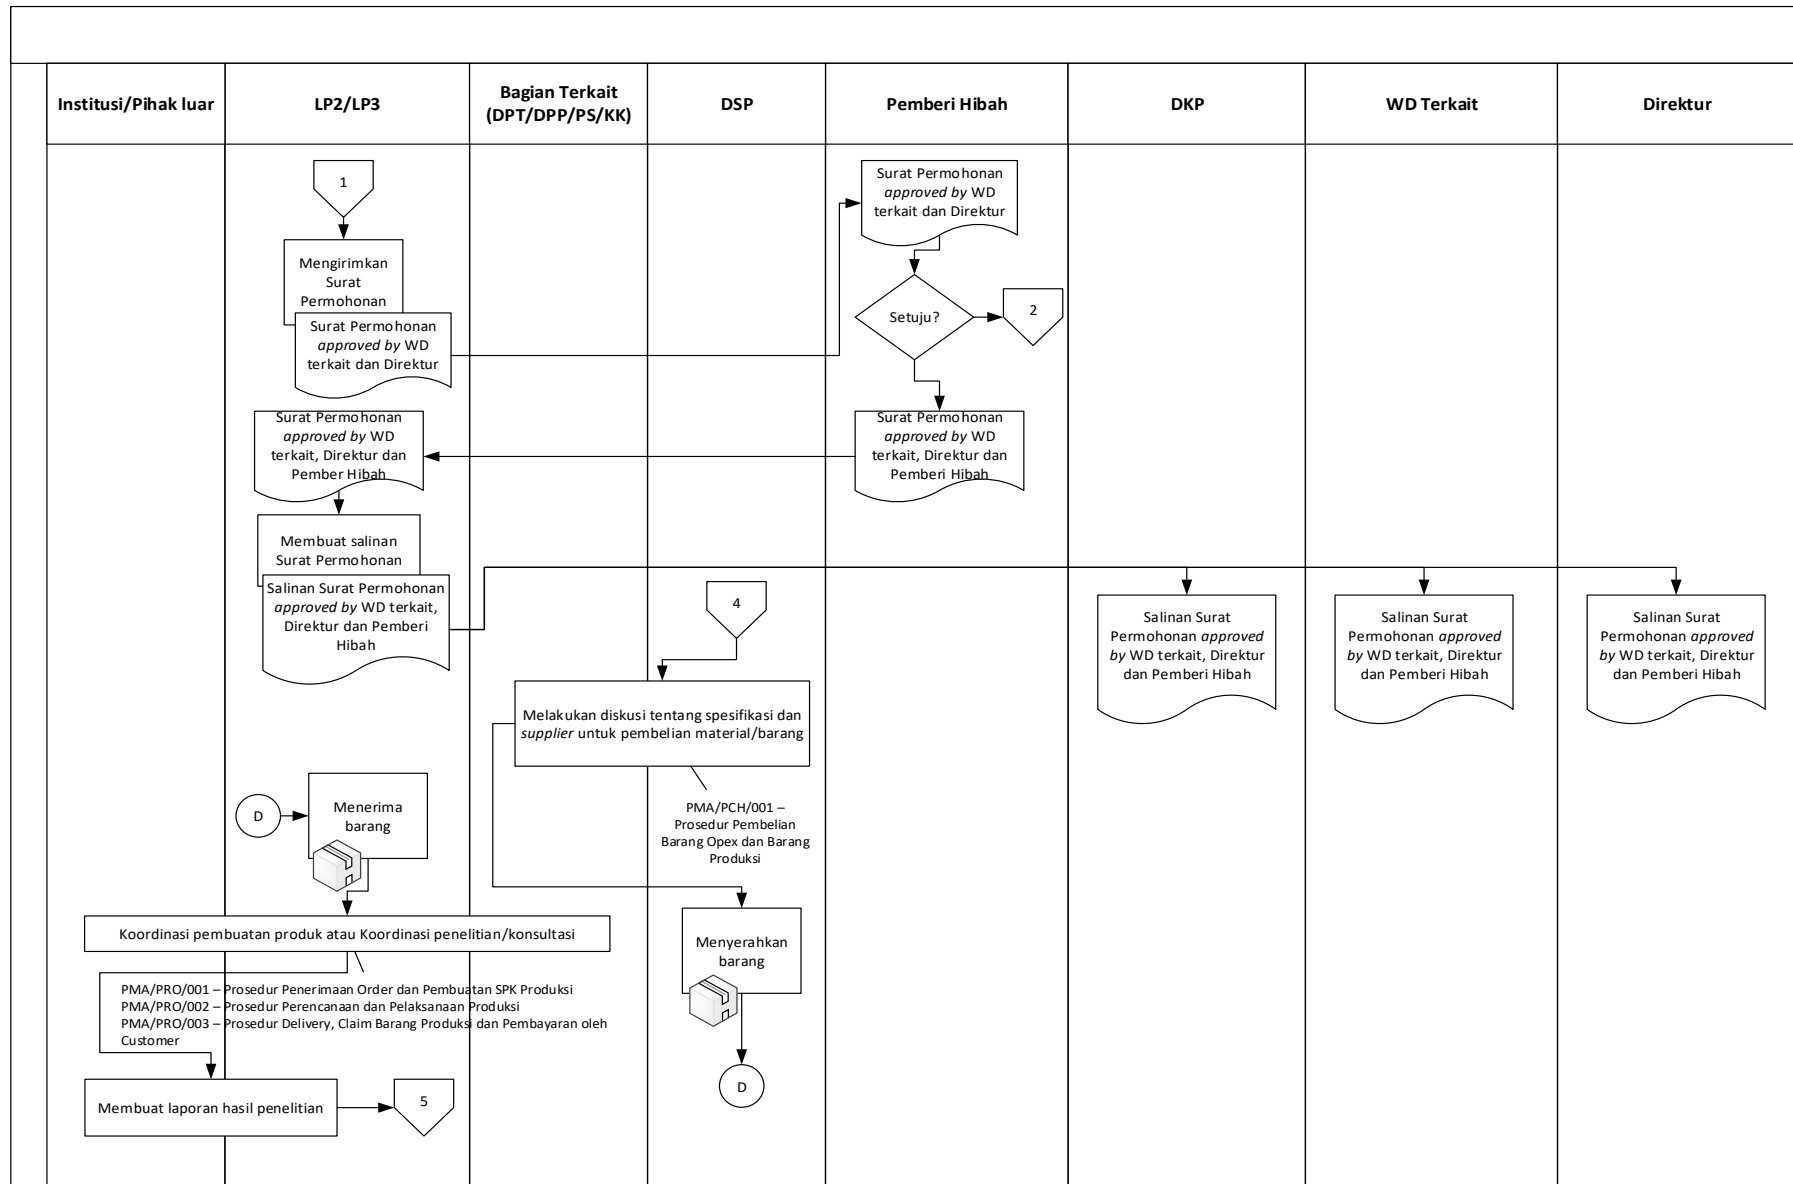 Institusi/Pihak luar
LP2/LP3
Bagian Terkait
(DPT/DPP/PS/KK)
DSP
Pemberi Hibah
DKP
WD Terkait
Direktur
1
Mengirimkan
Surat
Permohonan
Surat Permohonan
approved by WD
terkait dan Direktur
Surat Permohonan
approved by WD
terkait dan Direktur
Setuju?
2
Surat Permohonan
approved by WD
terkait, Direktur dan
Pemberi Hibah
Surat Permohonan
approved by WD
terkait, Direktur dan
Pember Hibah
Membuat salinan
Surat Permohonan
Salinan Surat Permohonan
approved by WD terkait,
Direktur dan Pemberi
Hibah
Salinan Surat
Permohonan approved
by WD terkait, Direktur
dan Pemberi Hibah
Salinan Surat
Permohonan approved
by WD terkait, Direktur
dan Pemberi Hibah
Salinan Surat
Permohonan approved
by WD terkait, Direktur
dan Pemberi Hibah
4
Melakukan diskusi tentang spesifikasi dan
supplier untuk pembelian material/barang
PMA/PCH/001 –
Prosedur Pembelian
Barang Opex dan Barang
Produksi
Menyerahkan
barang
D
D
Menerima
barang
Koordinasi pembuatan produk atau Koordinasi penelitian/konsultasi
PMA/PRO/001 – Prosedur Penerimaan Order dan Pembuatan SPK Produksi
PMA/PRO/002 – Prosedur Perencanaan dan Pelaksanaan Produksi
PMA/PRO/003 – Prosedur Delivery, Claim Barang Produksi dan Pembayaran oleh
Customer
Membuat laporan hasil penelitian
5